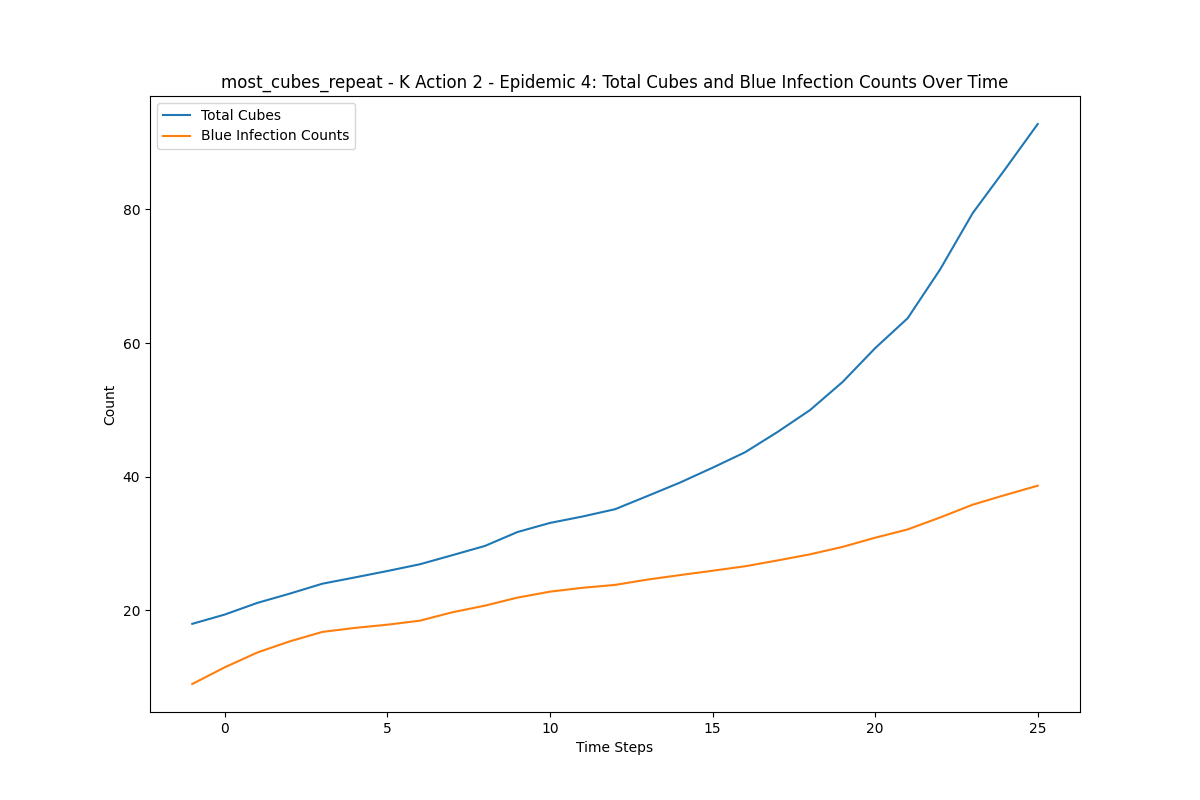 most_cubes_repeat - K Action 2 - Epidemic 4: Total Cubes and Blue Infection Counts Over Time
Total Cubes
Blue Infection Counts
80
60
40
20
Count
0 5 10 15 20 25
Time Steps